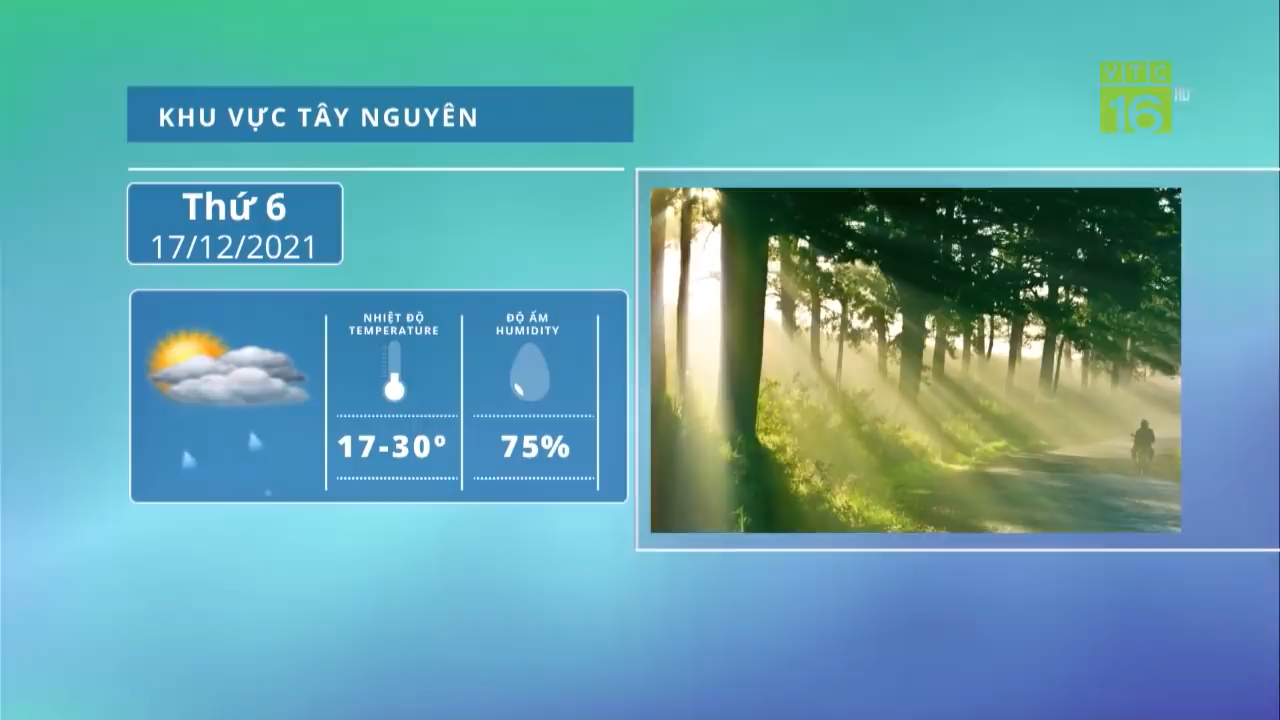 KHU VỰC TÂY NGUYÊN
VTC
16
HD
Thứ 6
17/12/2021
NHIỆT ĐỘ
TEMPERATURE
17-30º
ĐỘ ẨM
HUMIDITY
75%